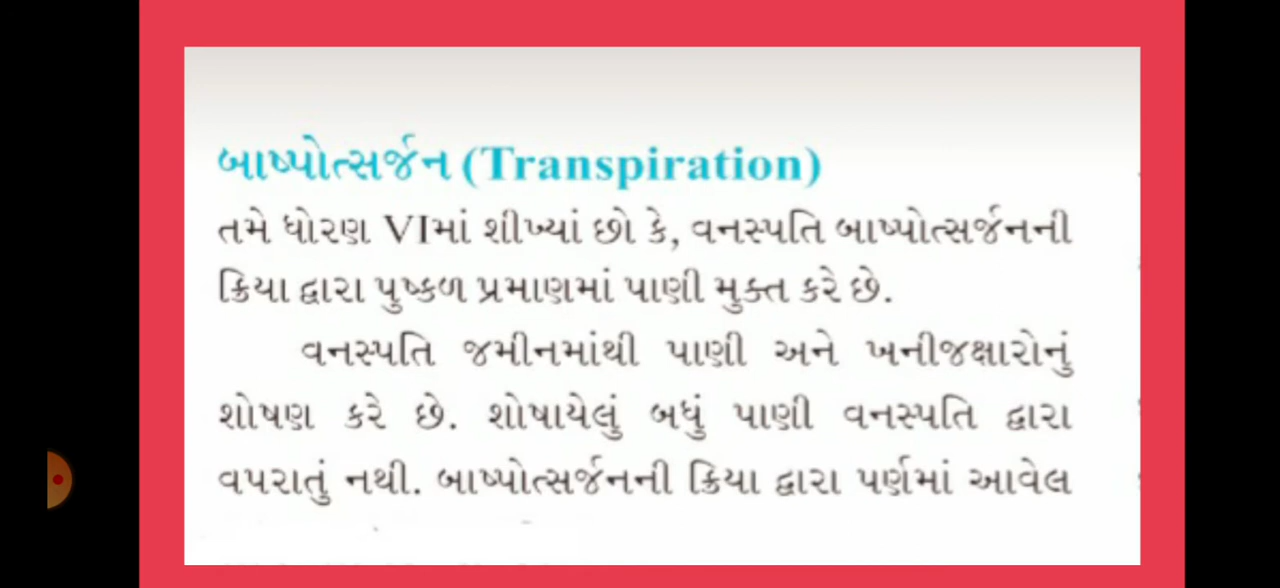 બાષ્પોત્સર્જન (Transpiration)
તમે ધોરણ VIમાં શીખ્યાં છો કે, વનસ્પતિ બાષ્પોત્સર્જનની
ક્રિયા દ્વારા પુષ્કળ પ્રમાણમાં પાણી મુક્ત કરે છે.
વનસ્પતિ જમીનમાંથી પાણી અને ખનીજક્ષારોનું
શોષણ કરે છે. શોષાયેલું બધું પાણી વનસ્પતિ દ્વારા
વપરાતું નથી. બાષ્પોત્સર્જનની ક્રિયા દ્વારા પર્ણમાં આવેલ